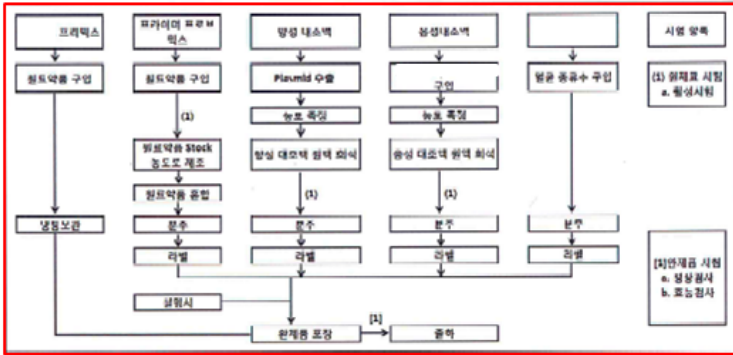 프리믹스
프라이머 프로브
믹스
양성 대조액
음성대조액
시험 항목
원료약품 구입
원료약품 구입
Plasmid 추출
구입
멸균 증류수 구입
(1) 원재료 시험
a. 활성시험
(1)
농도 측정
농도 측정
원료약품 Stock
농도로 제조
양성 대조액 원액 희석
음성 대조액 원액 희석
원료약품 혼합
(1)
(1)
냉동보관
분주
분주
분주
분주
라벨
라벨
라벨
라벨
[1]완제품 시험
a. 성상검사
b. 효능검사
설명서
완제품 포장
[1]
출하